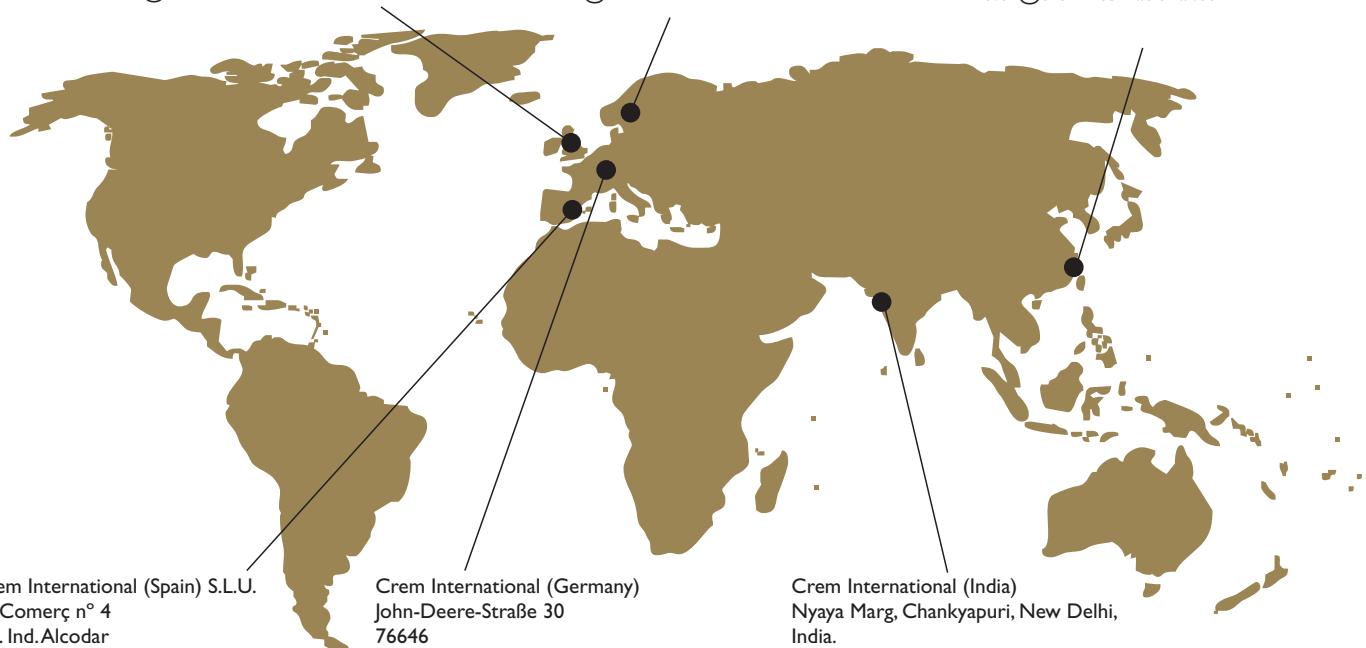 em International (Spain) S.L.U.
Comerç nº 4
. Ind. Alcodar
Crem International (Germany)
John-Deere-Straße 30
76646
Crem International (India)
Nyaya Marg, Chankyapuri, New Delhi,
India.